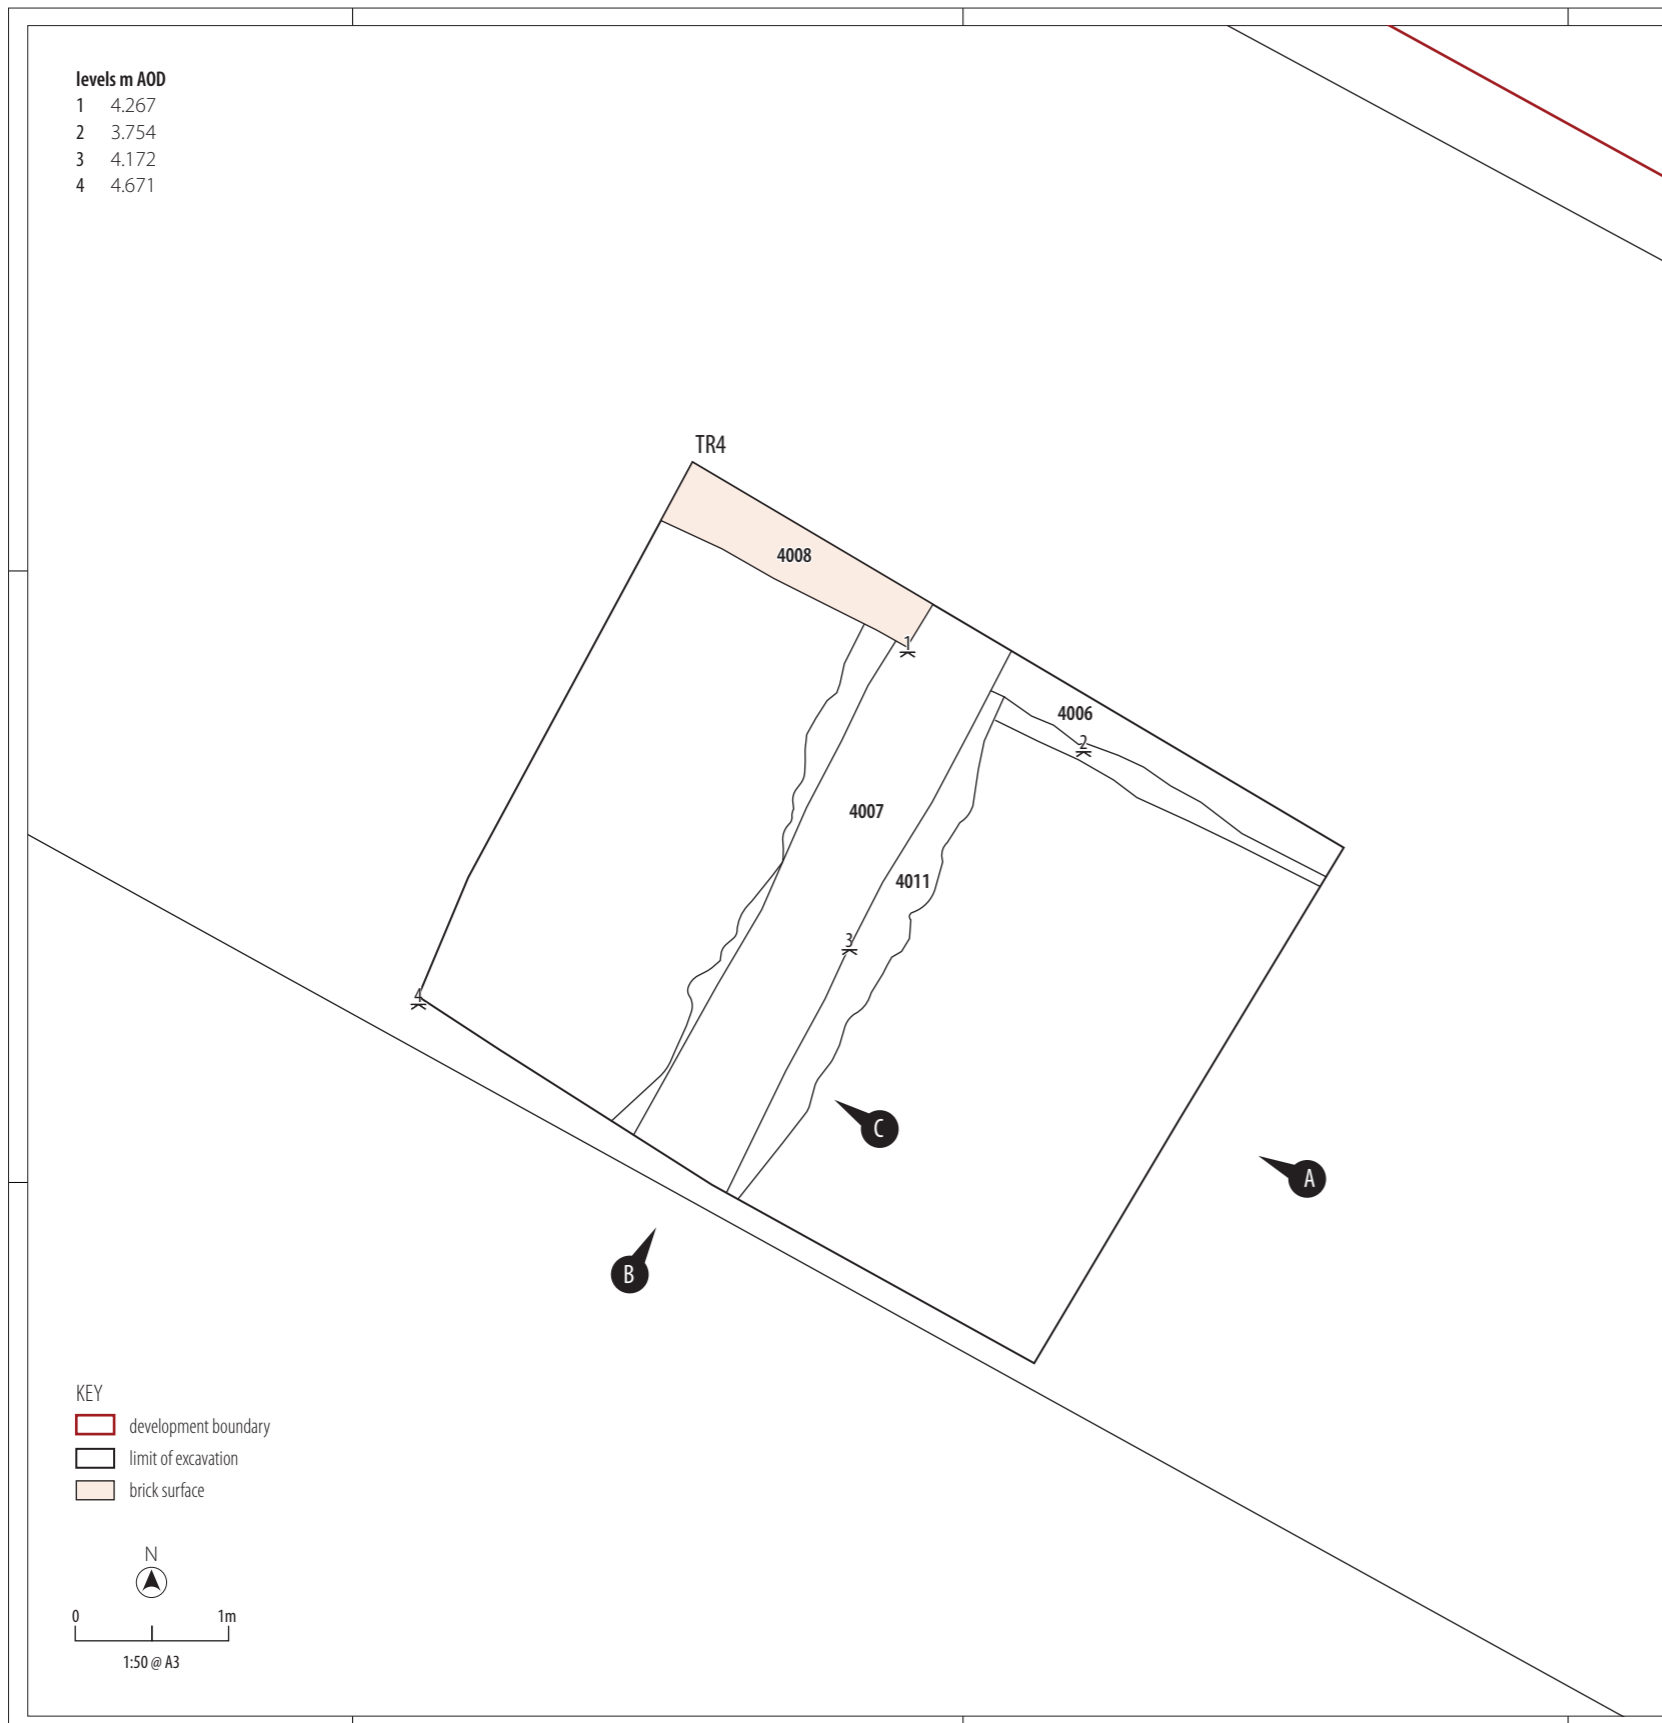 levels m AOD
1 4.267
2 3.754
3 4.172
4 4.671
TR4
4008
1
4006
2
4007
4011
3
4
C
A
B
KEY
development boundary
limit of excavation
brick surface
N
0 1m
1:50 @ A3